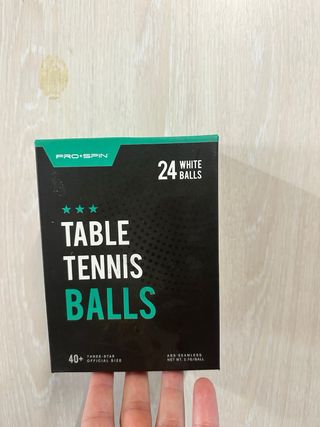 PRO★SPIN
24 WHITE
BALLS
★★★
TABLE
TENNIS
BALLS
40+ THREE-STAR
OFFICIAL SIZE
ABS SEAMLESS
NET WT. 2.7G/BALL